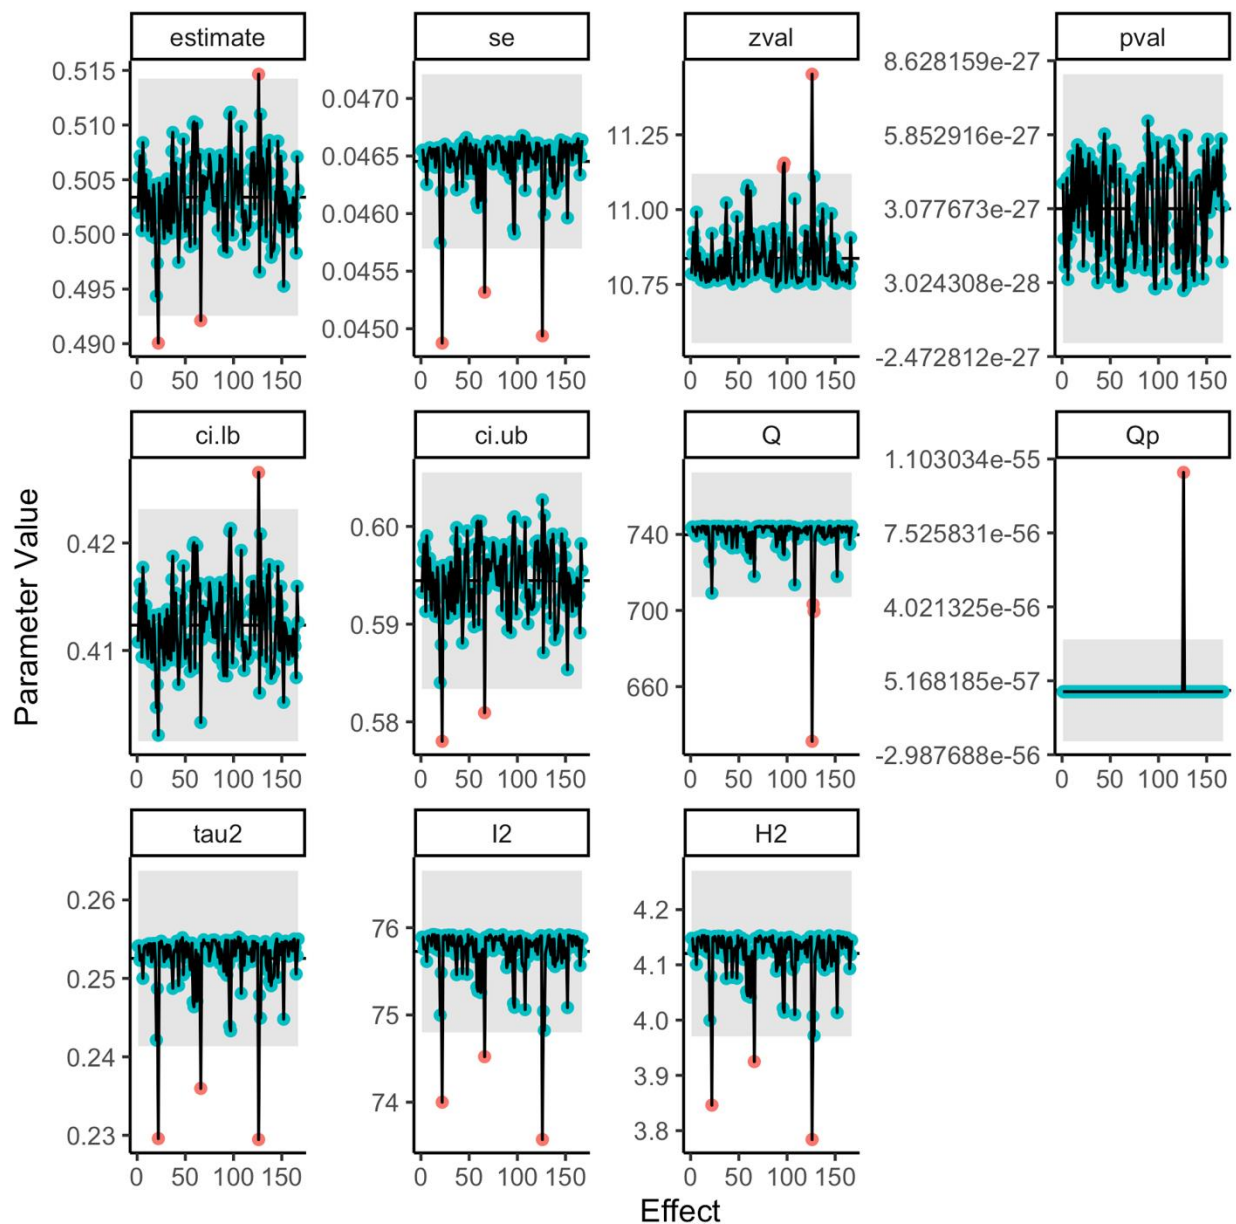 estimate
se
zval
pval
0.515
0.510
0.505
0.500
0.495
0.490
0 50 100 150
0.0470
0.0465
0.0460
0.0455
0.0450
0 50 100 150
11.25
11.00
10.75
0 50 100 150
8.628159e-27
5.852916e-27
3.077673e-27
3.024308e-28
-2.472812e-27
0 50 100 150
ci.lb
ci.ub
Q
Qp
0.42
0.41
0 50 100 150
0.60
0.59
0.58
0 50 100 150
740
700
660
0 50 100 150
1.103034e-55
7.525831e-56
4.021325e-56
5.168185e-57
-2.987688e-56
0 50 100 150
tau2
I2
H2
0.26
0.25
0.24
0.23
0 50 100 150
76
75
74
0 50 100 150
4.2
4.1
4.0
3.9
3.8
0 50 100 150
Parameter Value
Effect